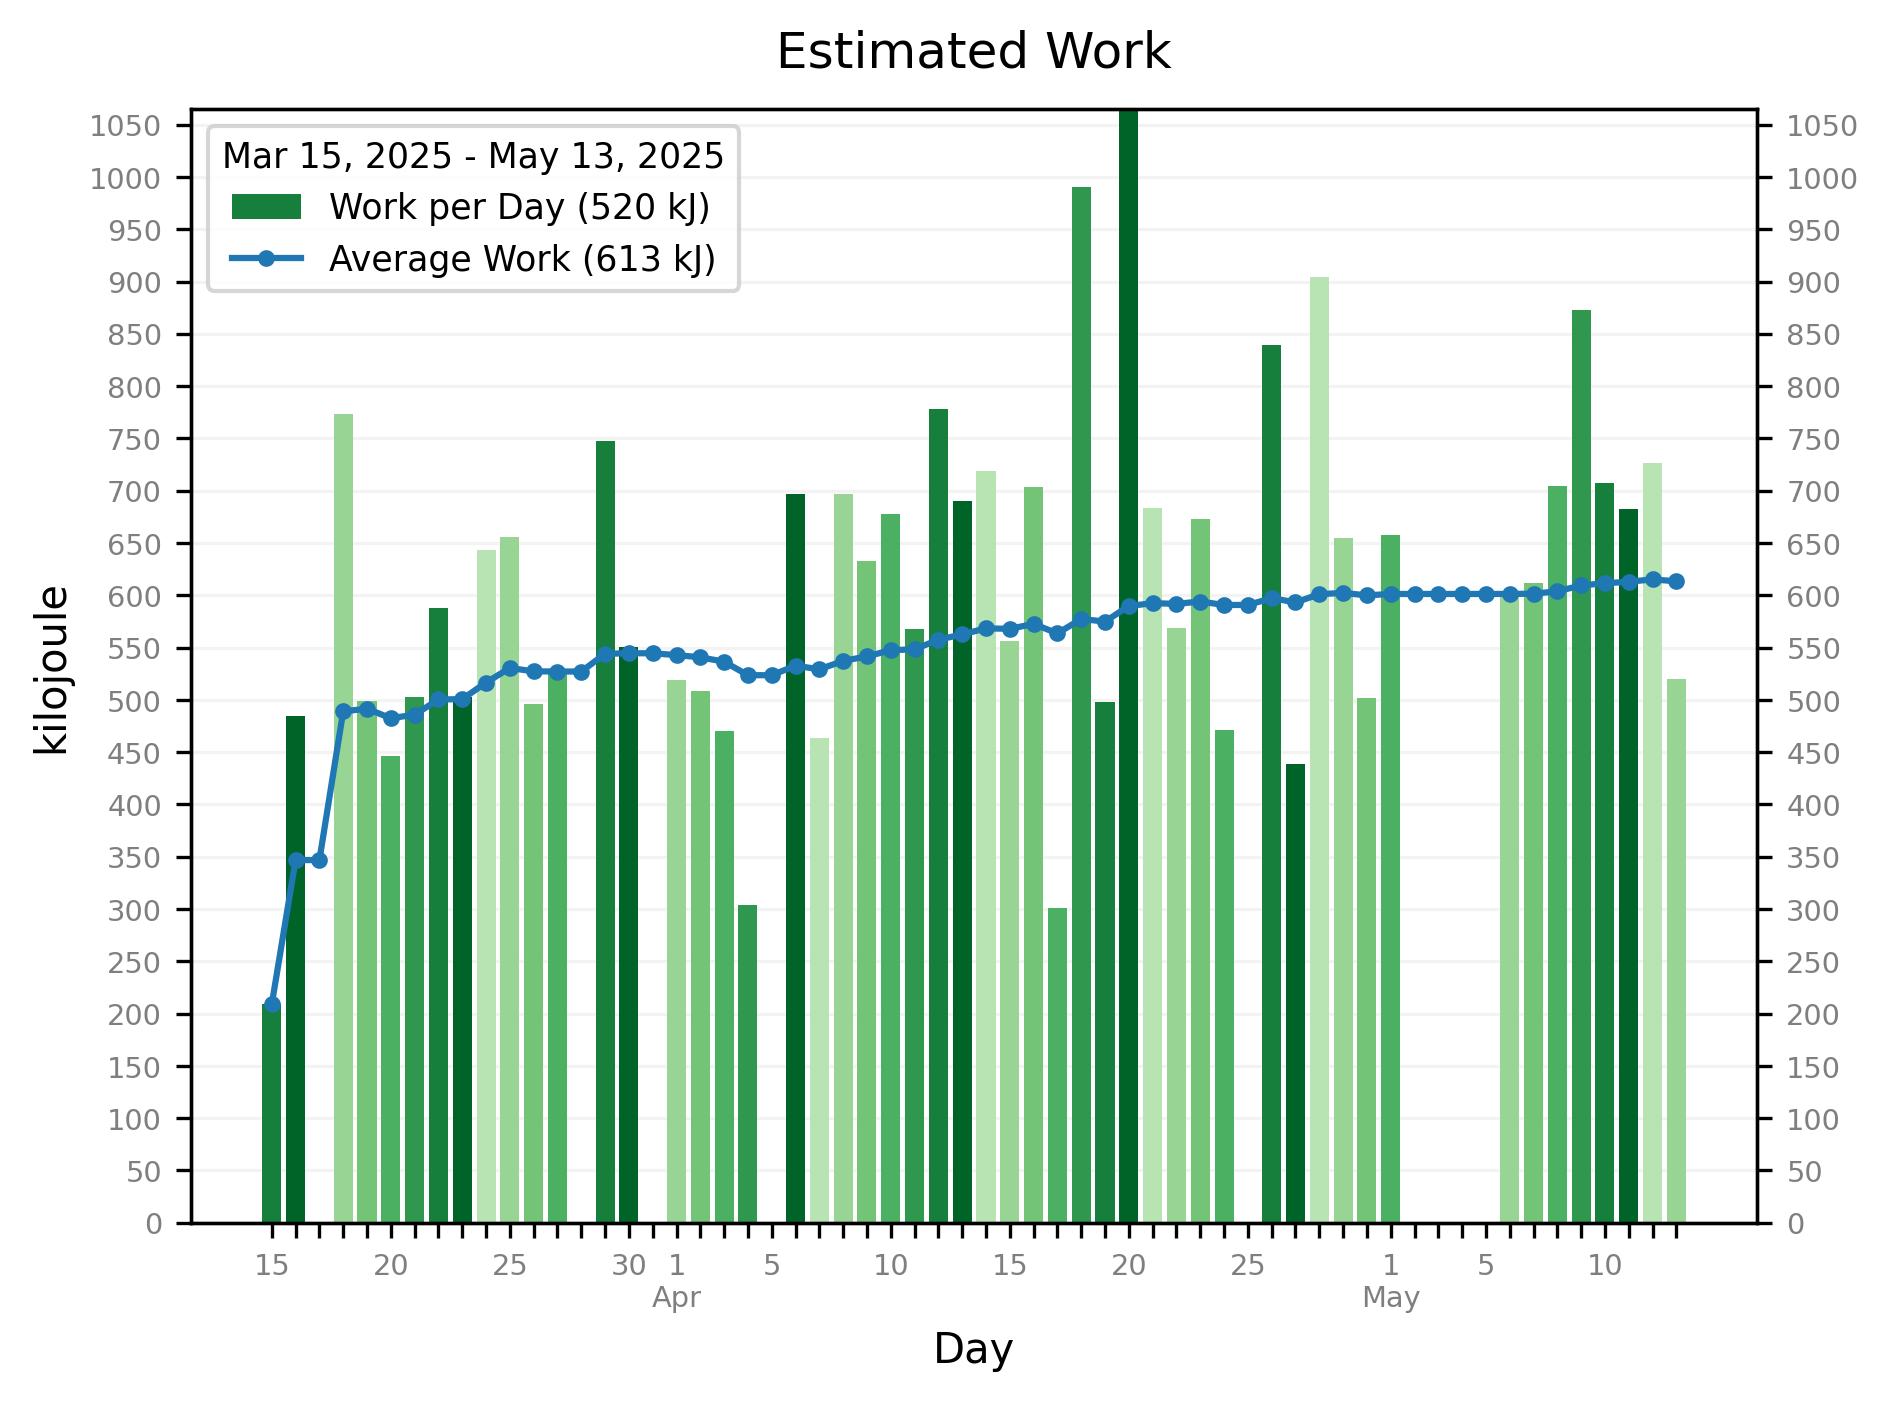 Estimated Work
Mar 15, 2025 - May 13, 2025
Work per Day (520 kJ)
Average Work (613 kJ)
kilojoule
1050 1050
1000 1000
950 950
900 900
850 850
800 800
750 750
700 700
650 650
600 600
550 550
500 500
450 450
400 400
350 350
300 300
250 250
200 200
150 150
100 100
50 50
0 0
15 20 25 30 1 5 10 15 20 25 1 5 10
Apr May
Day